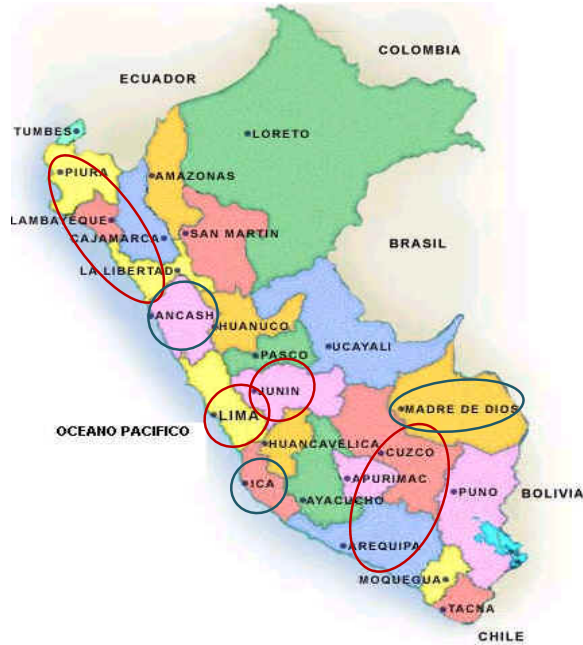 COLOMBIA
ECUADOR
TUMBES
LORETO
PIURA
AMAZONAS
LAMBAYEQUE
SAN MARTIN
CAJAMARCA
BRASIL
LA LIBERTAD
ANCASH
HUANUCO
UCAYALI
PASCO
JUNIN
MADRE DE DIOS
LIMA
OCEANO PACIFICO
HUANCAVELICA
CUZCO
APURIMAC
ICA
PUNO
BOLIVIA
AYACUCHO
AREQUIPA
MOQUEGUA
TACNA
CHILE